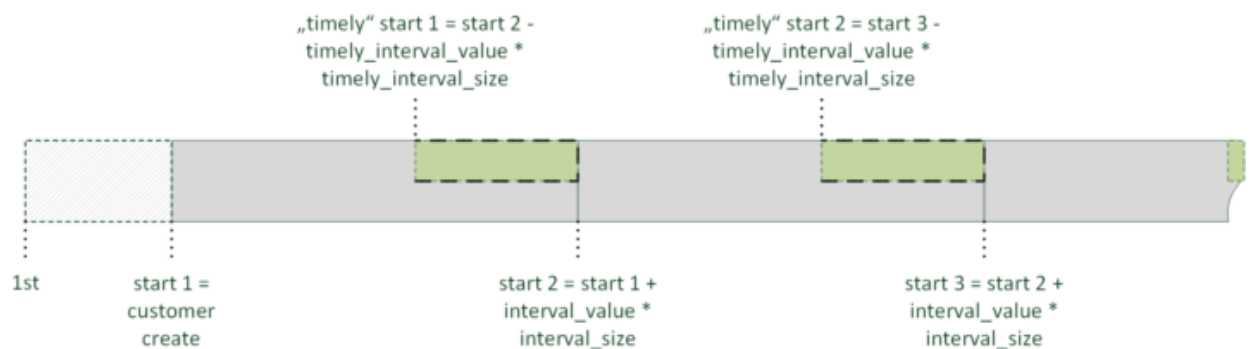 „timely“ start 1 = start 2 -
timely_interval_value *
timely_interval_size
„timely“ start 2 = start 3 -
timely_interval_value *
timely_interval_size
1st
start 1 =
customer
create
start 2 = start 1 +
interval_value *
interval_size
start 3 = start 2 +
interval_value *
interval_size